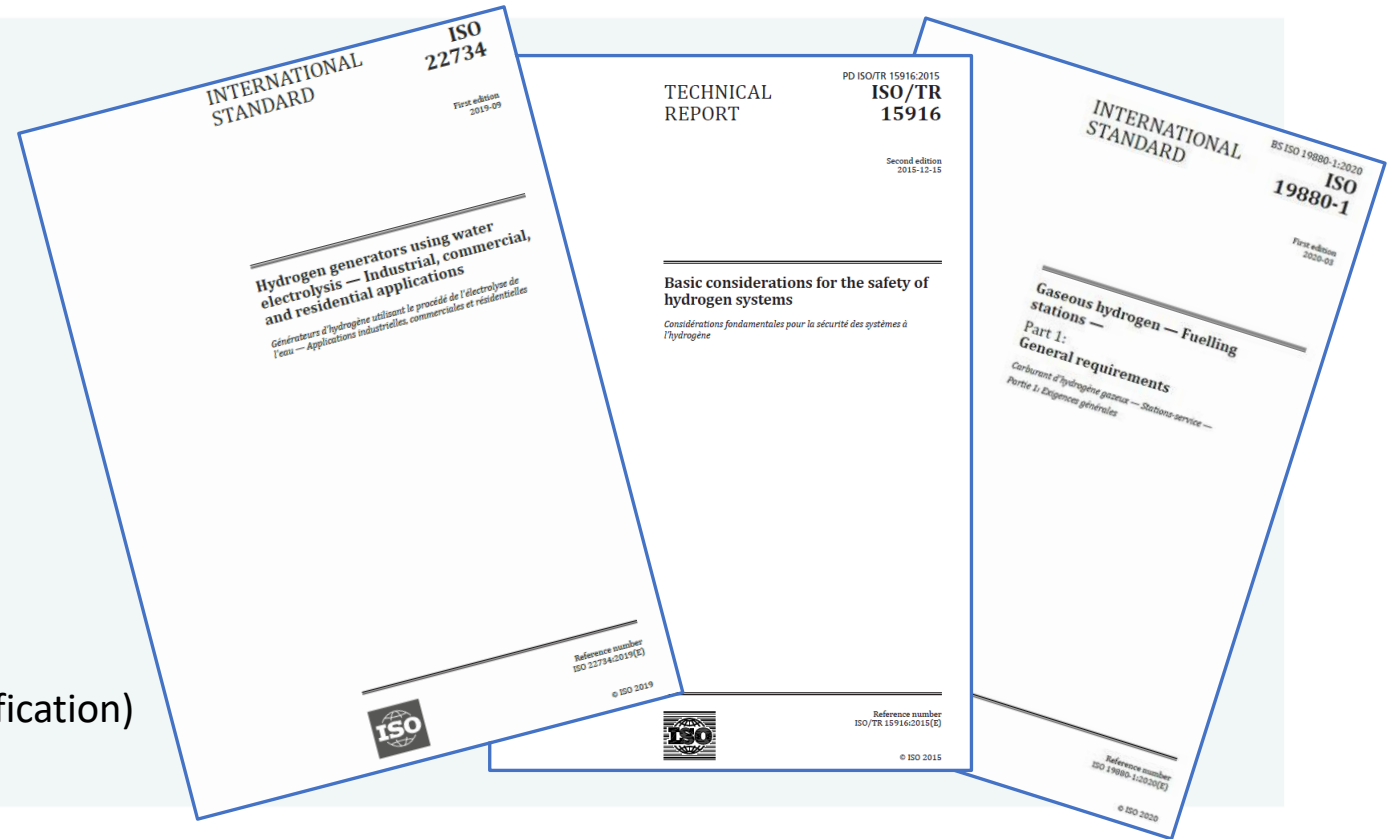 INTERNATIONAL
STANDARD
ISO
22734
First edition
2019-09
Hydrogen generators using water
electrolysis — Industrial, commercial,
and residential applications
Générateurs d'hydrogène utilisant le procédé de l'électrolyse de
l'eau — Applications industrielles, commerciales et résidentielles
Reference number
ISO 22734:2019(E)
ISO
© ISO 2019
fication)
PD ISO/TR 15916:2015
TECHNICAL
REPORT
ISO/TR
15916
Second edition
2015-12-15
Basic considerations for the safety of
hydrogen systems
Considérations fondamentales pour la sécurité des systèmes à
l'hydrogène
ISO
Reference number
ISO/TR 15916:2015(E)
© ISO 2015
INTERNATIONAL
STANDARD
BS ISO 19880-1:2020
ISO
19880-1
First edition
2020-03
Gaseous hydrogen — Fuelling
stations —
Part 1:
General requirements
Carburant d'hydrogène gazeux — Stations-service —
Partie 1: Exigences générales
Reference number
ISO 19880-1:2020(E)
© ISO 2020